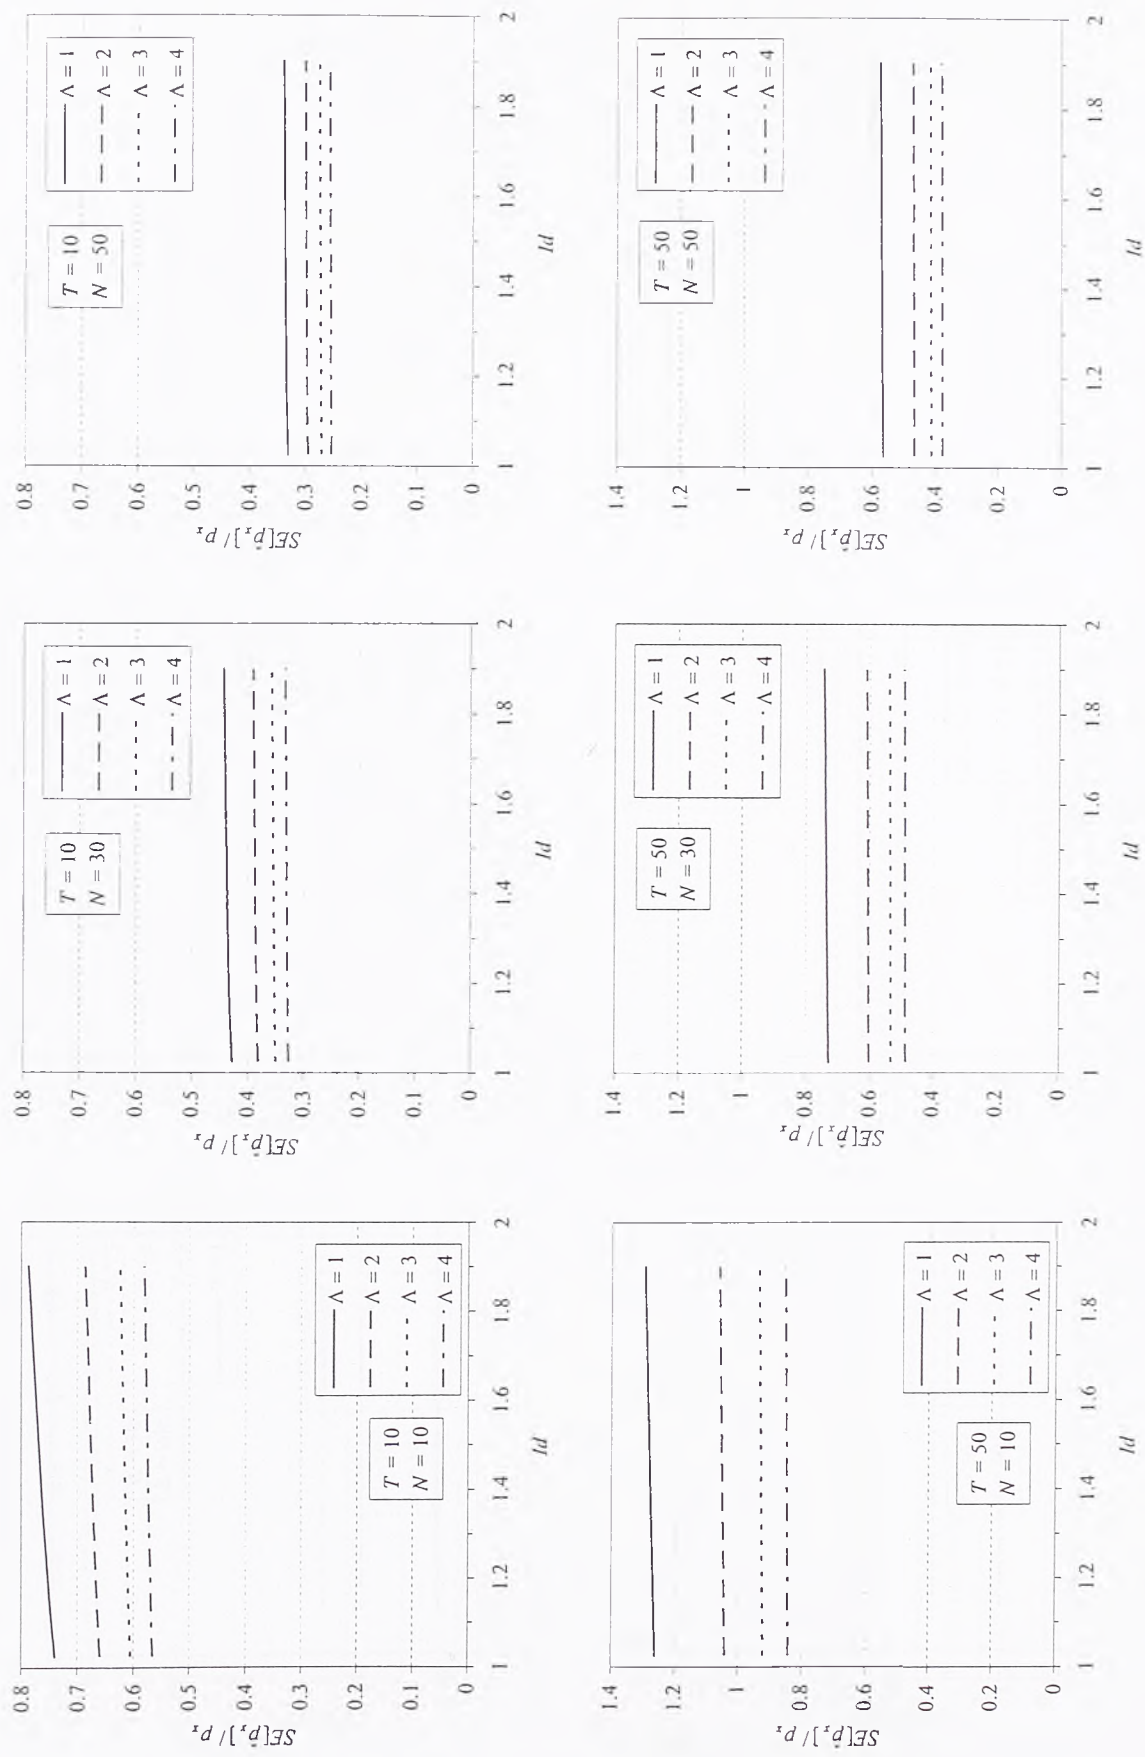 0.8
0.7
0.6
0.5
0.4
0.3
0.2
0.1
0
SE[p̂ₓ] / pₓ
T = 10
N = 10
Λ = 1
Λ = 2
Λ = 3
Λ = 4
1 1.2 1.4 1.6 1.8 2
Id
0.8
0.7
0.6
0.5
0.4
0.3
0.2
0.1
0
SE[p̂ₓ] / pₓ
T = 10
N = 30
Λ = 1
Λ = 2
Λ = 3
Λ = 4
1 1.2 1.4 1.6 1.8 2
Id
0.8
0.7
0.6
0.5
0.4
0.3
0.2
0.1
0
SE[p̂ₓ] / pₓ
T = 10
N = 50
Λ = 1
Λ = 2
Λ = 3
Λ = 4
1 1.2 1.4 1.6 1.8 2
Id
1.4
1.2
1
0.8
0.6
0.4
0.2
0
SE[p̂ₓ] / pₓ
T = 50
N = 10
Λ = 1
Λ = 2
Λ = 3
Λ = 4
1 1.2 1.4 1.6 1.8 2
Id
1.4
1.2
1
0.8
0.6
0.4
0.2
0
SE[p̂ₓ] / pₓ
T = 50
N = 30
Λ = 1
Λ = 2
Λ = 3
Λ = 4
1 1.2 1.4 1.6 1.8 2
Id
1.4
1.2
1
0.8
0.6
0.4
0.2
0
SE[p̂ₓ] / pₓ
T = 50
N = 50
Λ = 1
Λ = 2
Λ = 3
Λ = 4
1 1.2 1.4 1.6 1.8 2
Id